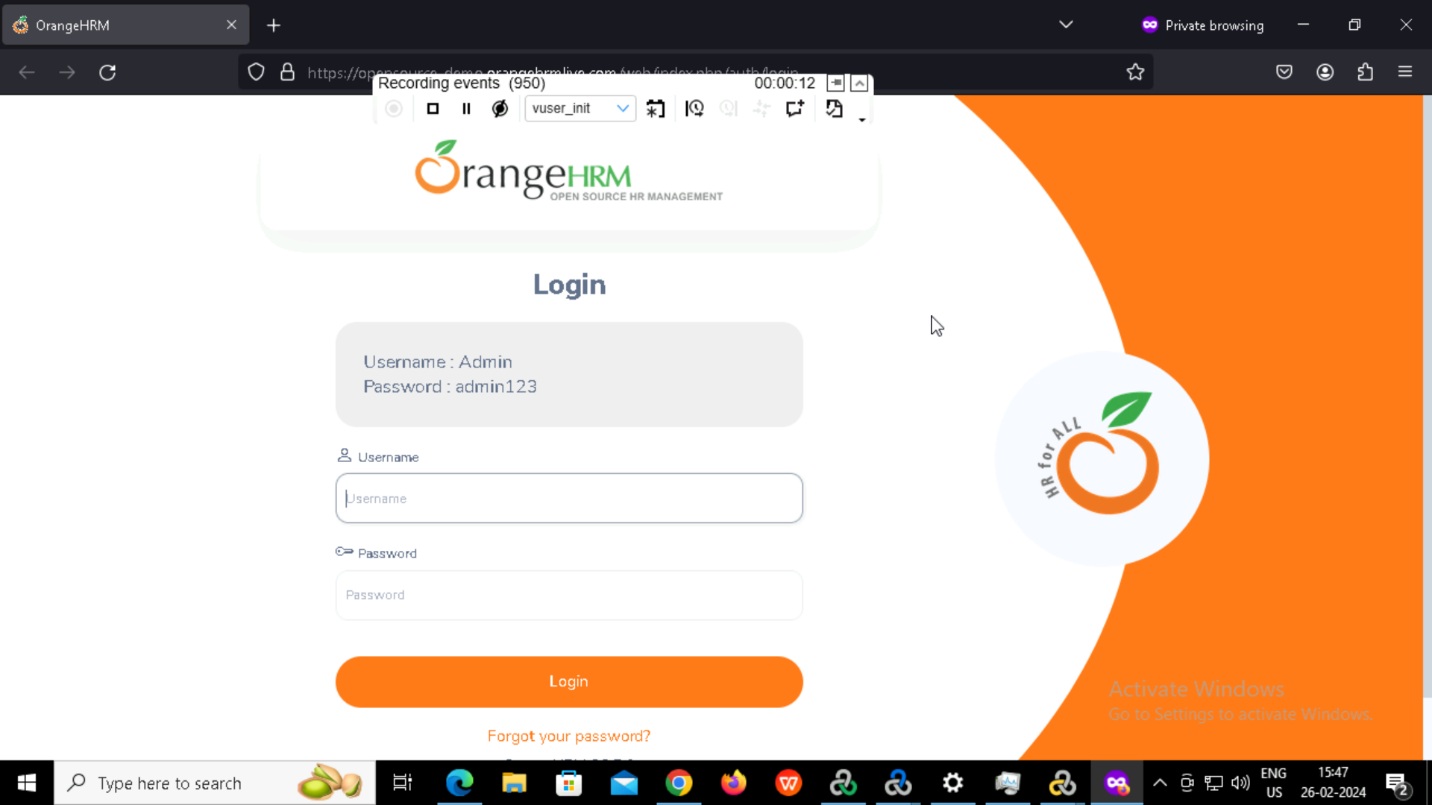 OrangeHRM
Private browsing
https://opensource-demo.orangehrmlive.com/web/index.php/auth/login
Recording events (950) 00:00:12
vuser_init
OrangeHRM
OPEN SOURCE HR MANAGEMENT
Login
Username : Admin
Password : admin123
Username
Username
Password
Password
Login
Forgot your password?
HR for ALL
Activate Windows
Go to Settings to activate Windows.
Type here to search
ENG
US
15:47
26-02-2024
2